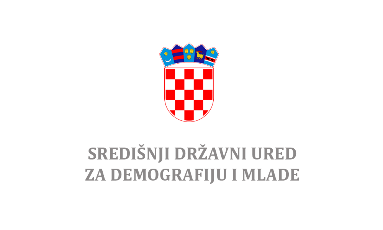 SREDIŠNJI DRŽAVNI URED
ZA DEMOGRAFIJU I MLADE